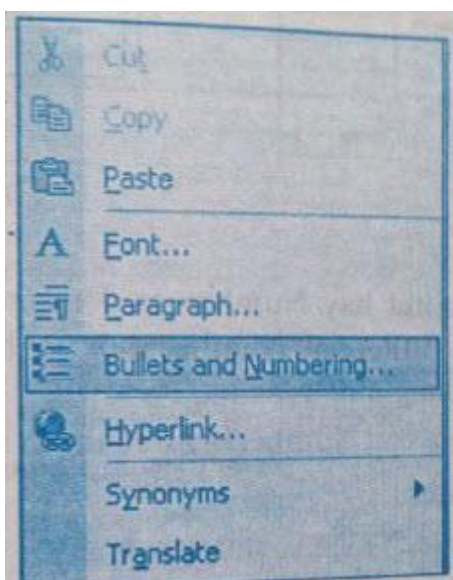 Cut
Copy
Paste
Font...
Paragraph...
Bullets and Numbering...
Hyperlink...
Synonyms
Translate